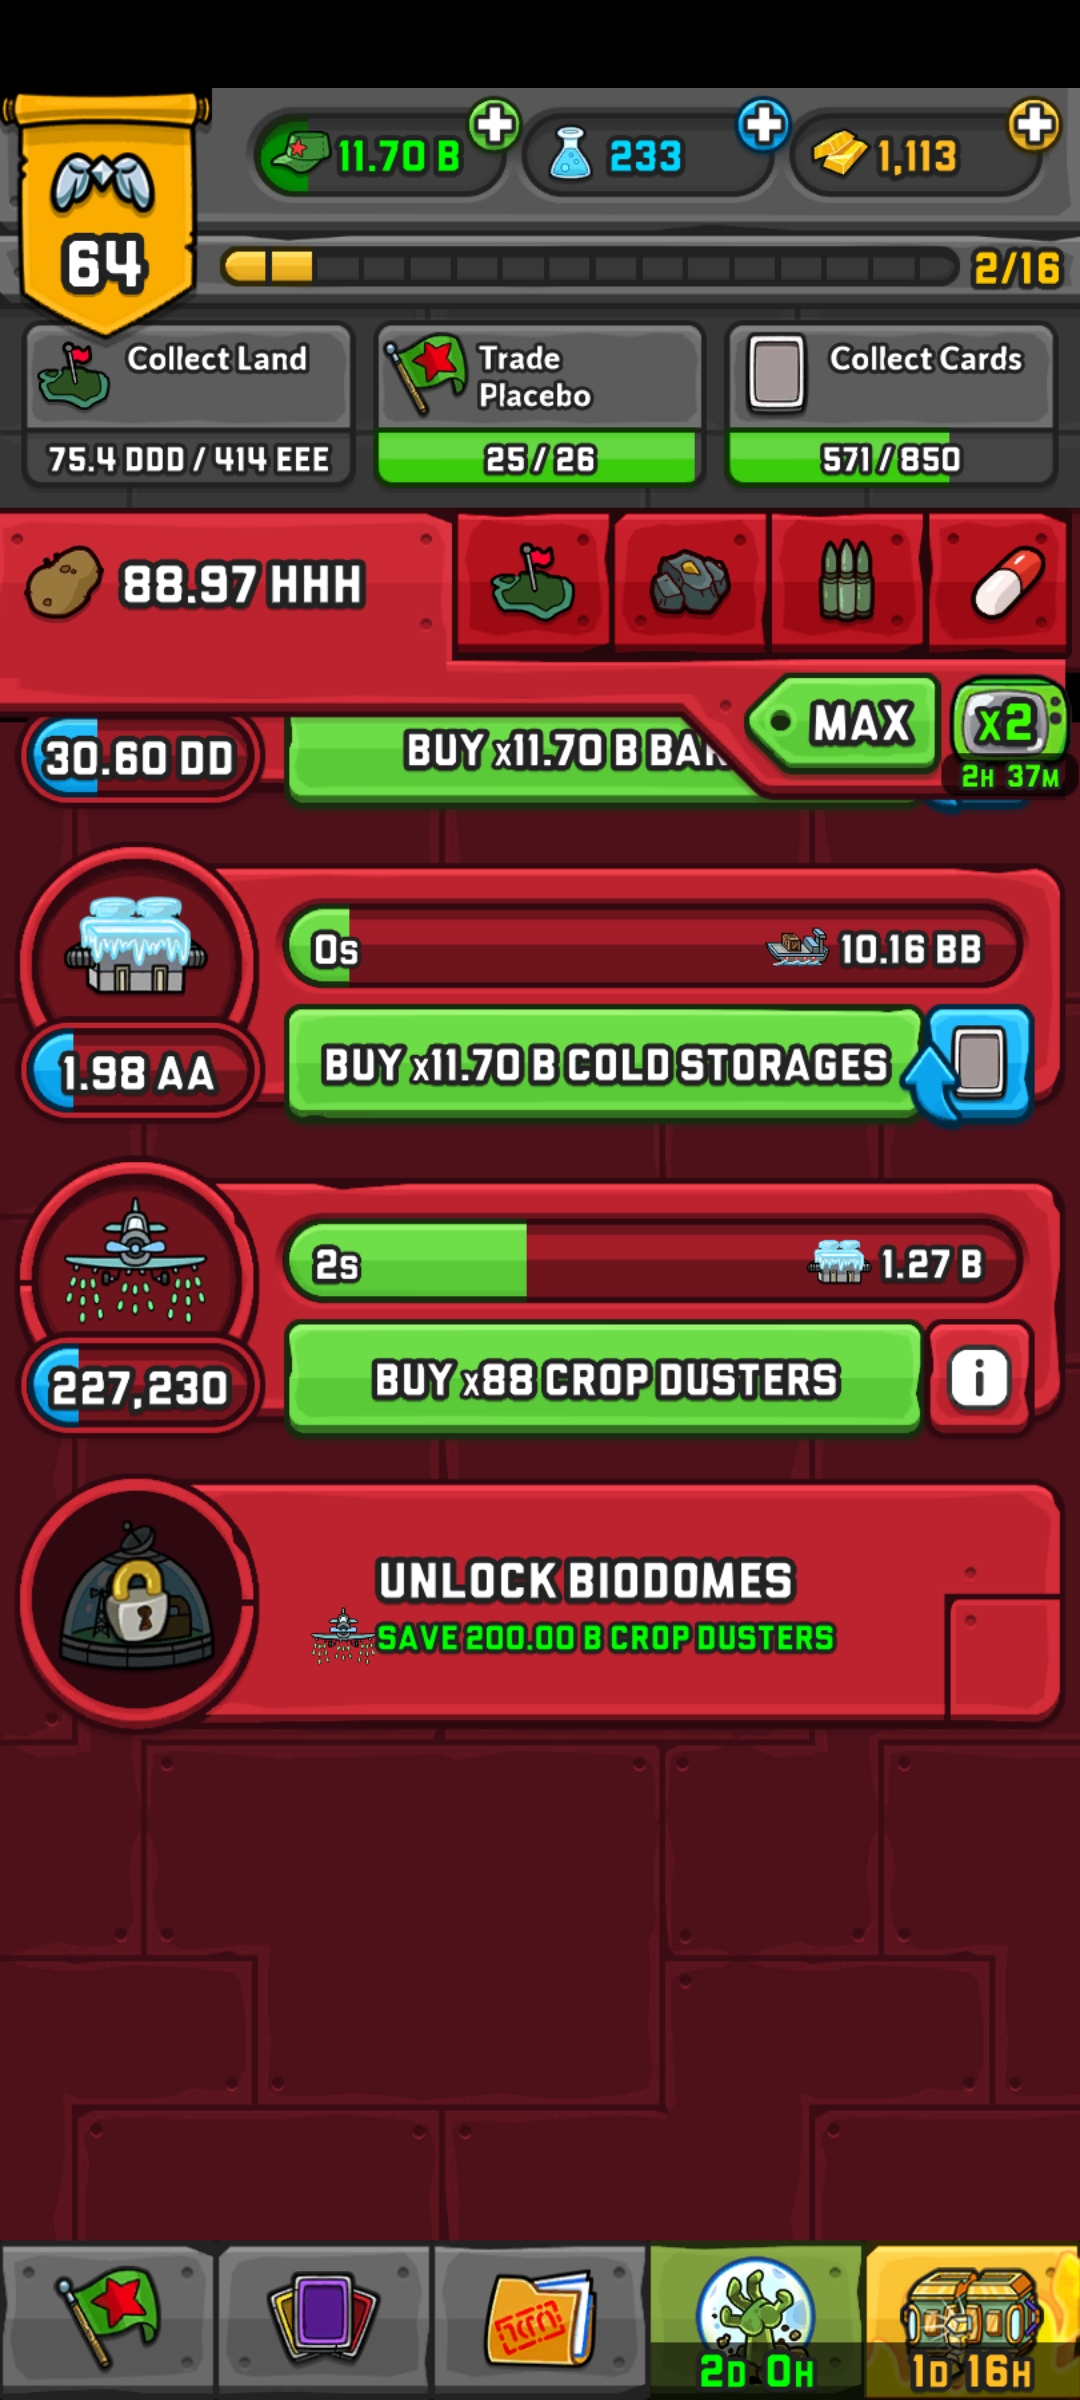 11.70 B
233
1,113
64
2/16
Collect Land
75.4 DDD / 414 EEE
Trade
Placebo
25 / 26
Collect Cards
571 / 850
88.97 HHH
MAX
x2
2H 37M
30.60 DD
BUY x11.70 B
0s
10.16 BB
1.98 AA
BUY x11.70 B COLD STORAGES
2s
1.27 B
227,230
BUY x88 CROP DUSTERS
i
UNLOCK BIODOMES
SAVE 200.00 B CROP DUSTERS
2D 0H
1D 16H